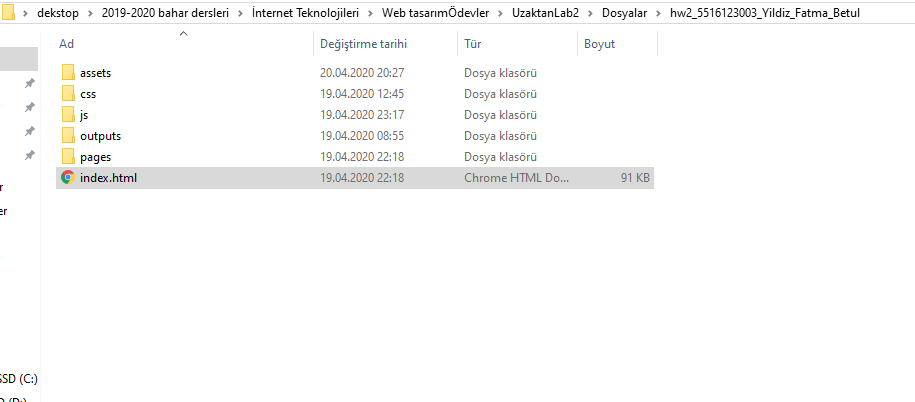 dekstop > 2019-2020 bahar dersleri > İnternet Teknolojileri > Web tasarımÖdevler > UzaktanLab2 > Dosyalar > hw2_5516123003_Yildiz_Fatma_Betul
Ad Değiştirme tarihi Tür Boyut
assets 20.04.2020 20:27 Dosya klasörü
css 19.04.2020 12:45 Dosya klasörü
js 19.04.2020 23:17 Dosya klasörü
outputs 19.04.2020 08:55 Dosya klasörü
pages 19.04.2020 22:18 Dosya klasörü
index.html 19.04.2020 22:18 Chrome HTML Do... 91 KB
SSD (C:)